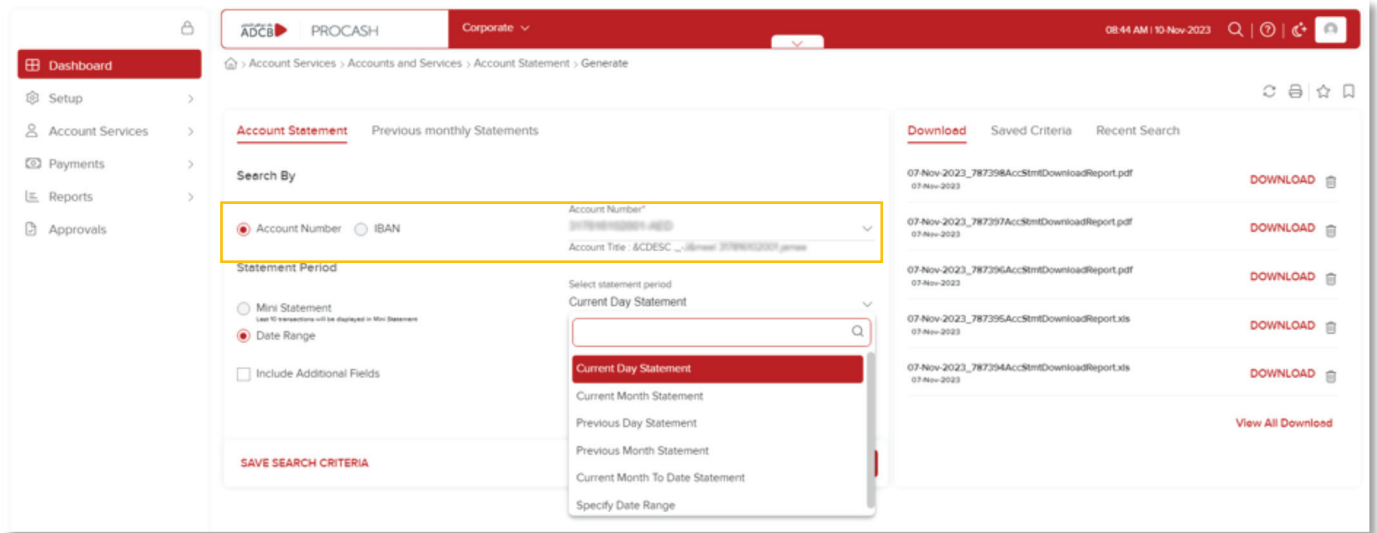 ADCB PROCASH Corporate 08:44 AM | 10-Nov-2023
Dashboard
Setup
Account Services
Payments
Reports
Approvals
> Account Services > Accounts and Services > Account Statement > Generate
Account Statement Previous monthly Statements
Search By
Account Number IBAN
Account Number*
Account Title : &CDESC _-
Statement Period
Mini Statement
Last 10 transactions will be displayed in Mini Statement
Date Range
Include Additional Fields
Select statement period
Current Day Statement
Current Day Statement
Current Month Statement
Previous Day Statement
Previous Month Statement
Current Month To Date Statement
Specify Date Range
SAVE SEARCH CRITERIA
Download Saved Criteria Recent Search
07-Nov-2023_787398AccStmtDownloadReport.pdf DOWNLOAD
07-Nov-2023
07-Nov-2023_787397AccStmtDownloadReport.pdf DOWNLOAD
07-Nov-2023
07-Nov-2023_787396AccStmtDownloadReport.pdf DOWNLOAD
07-Nov-2023
07-Nov-2023_787395AccStmtDownloadReport.xls DOWNLOAD
07-Nov-2023
07-Nov-2023_787394AccStmtDownloadReport.xls DOWNLOAD
07-Nov-2023
View All Download